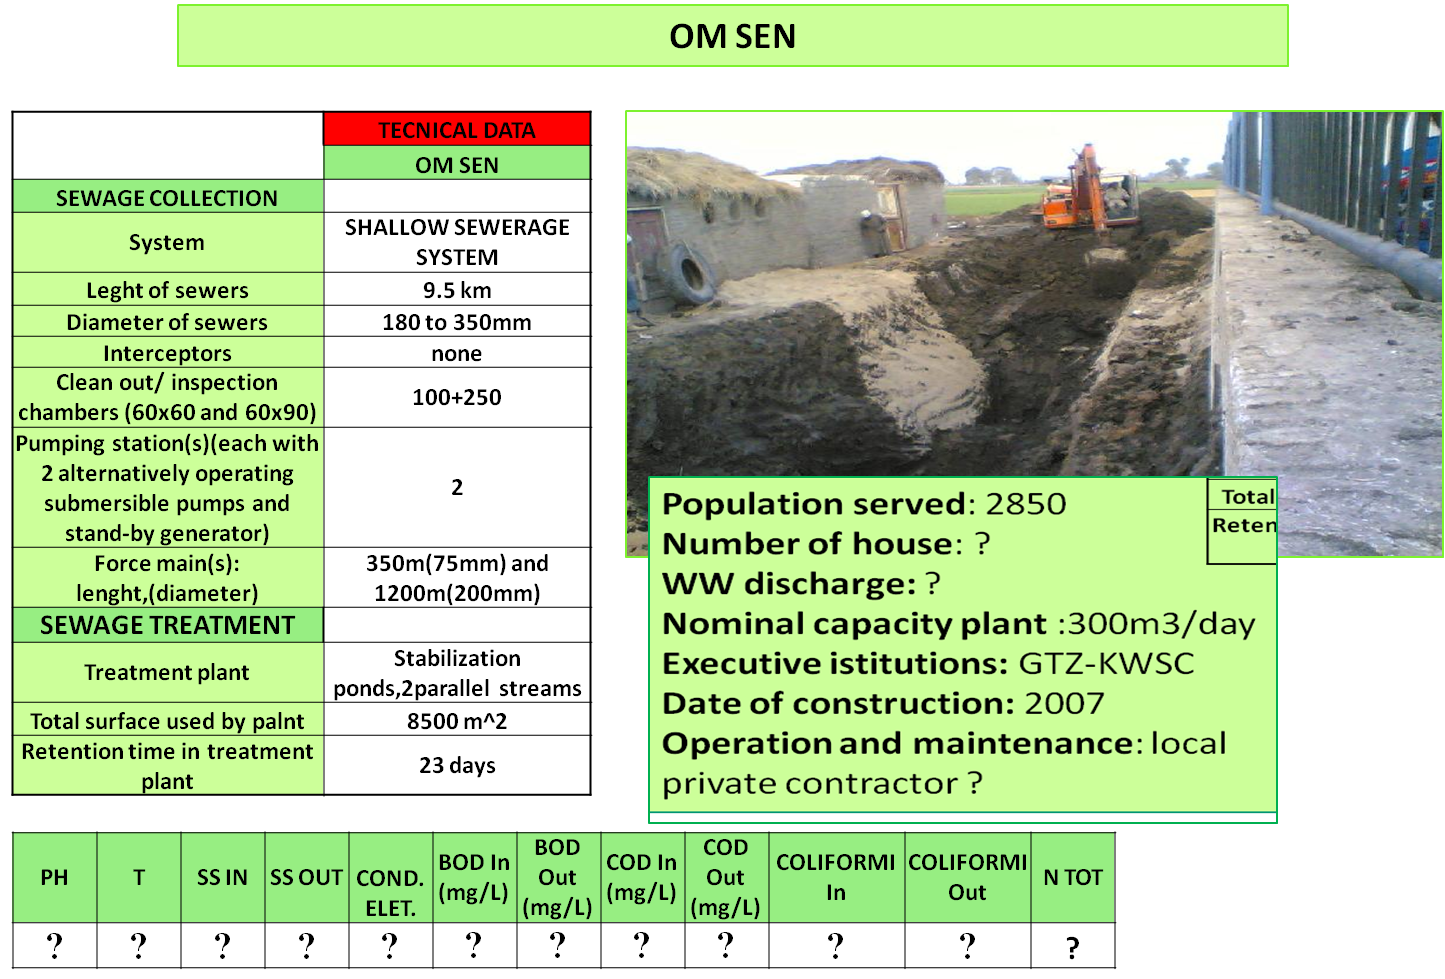 OM SEN
TECNICAL DATA
OM SEN
SEWAGE COLLECTION
System
SHALLOW SEWERAGE
SYSTEM
Leght of sewers
9.5 km
Diameter of sewers
180 to 350mm
Interceptors
none
Clean out/ inspection
chambers (60x60 and 60x90)
100+250
Pumping station(s)(each with
2 alternatively operating
submersible pumps and
stand-by generator)
2
Force main(s):
lenght,(diameter)
350m(75mm) and
1200m(200mm)
SEWAGE TREATMENT
Treatment plant
Stabilization
ponds,2parallel streams
Total surface used by palnt
8500 m^2
Retention time in treatment
plant
23 days
Population served: 2850
Number of house: ?
WW discharge: ?
Nominal capacity plant :300m3/day
Executive istitutions: GTZ-KWSC
Date of construction: 2007
Operation and maintenance: local
private contractor ?
Total
Reten
PH
T
SS IN
SS OUT
COND.
ELET.
BOD In
(mg/L)
BOD
Out
(mg/L)
COD In
(mg/L)
COD
Out
(mg/L)
COLIFORMI
In
COLIFORMI
Out
N TOT
? ? ? ? ? ? ? ? ? ? ? ?